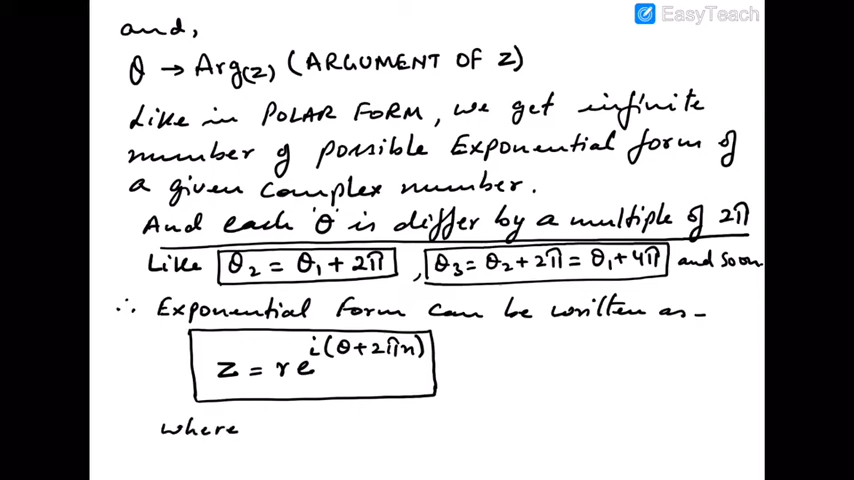 EasyTeach
and,
θ → Arg(z) (ARGUMENT OF Z)
Like in POLAR FORM, we get infinite
number of possible Exponential form of
a given complex number.
And each 'θ' is differ by a multiple of 2π
Like θ₂ = θ₁ + 2π , θ₃ = θ₂ + 2π = θ₁ + 4π and soon
∴ Exponential form can be written as -
z = re^{i(θ+2πn)}
where